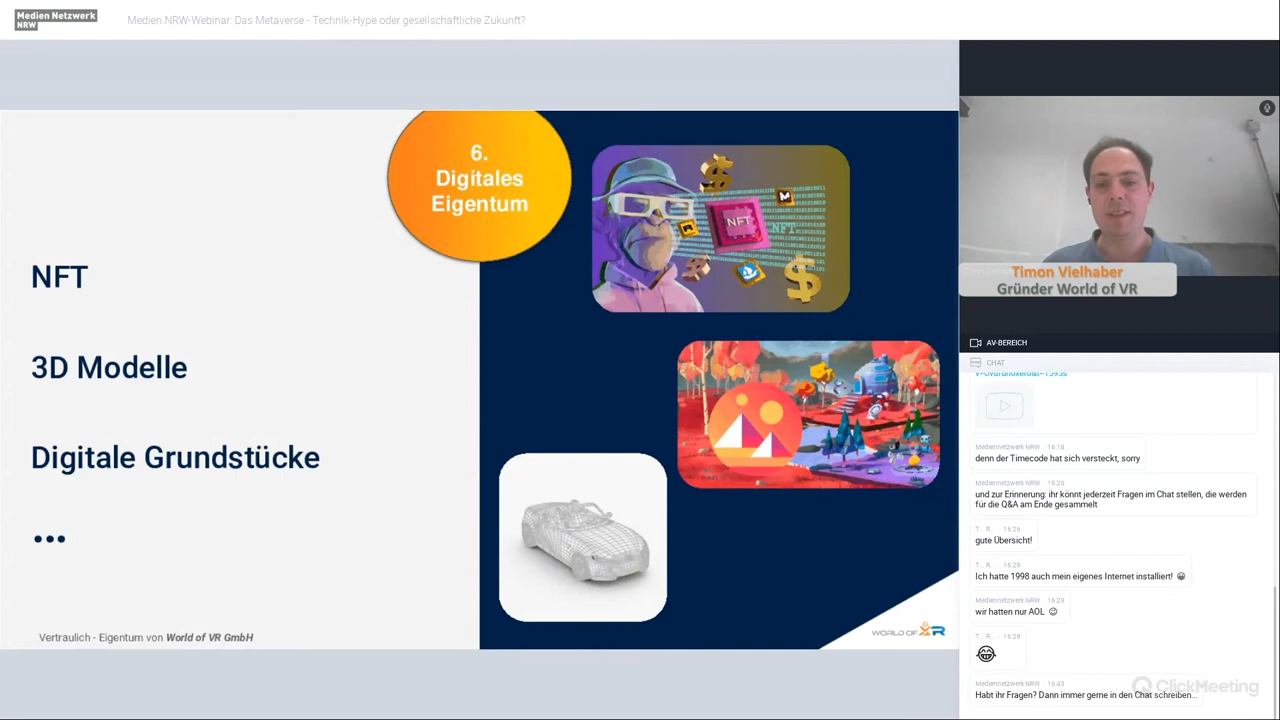 Medien Netzwerk
NRW
Medien.NRW-Webinar: Das Metaverse - Technik-Hype oder gesellschaftliche Zukunft?
6.
Digitales
Eigentum
NFT
3D Modelle
Digitale Grundstücke
...
NFT
NFT
Vertraulich - Eigentum von World of VR GmbH
WORLD OF XR
Timon Vielhaber
Gründer World of VR
AV-BEREICH
CHAT
Mediennetzwerk NRW 16:18
denn der Timecode hat sich versteckt, sorry
Mediennetzwerk NRW 16:20
und zur Erinnerung: ihr könnt jederzeit Fragen im Chat stellen, die werden
für die Q&A am Ende gesammelt
T... R... 16:26
gute Übersicht!
T... R... 16:28
Ich hatte 1998 auch mein eigenes Internet installiert! 😀
Mediennetzwerk NRW 16:29
wir hatten nur AOL 😉
T... R... 16:29
😂
Mediennetzwerk NRW 16:43
Habt ihr Fragen? Dann immer gerne in den Chat schreiben...
ClickMeeting